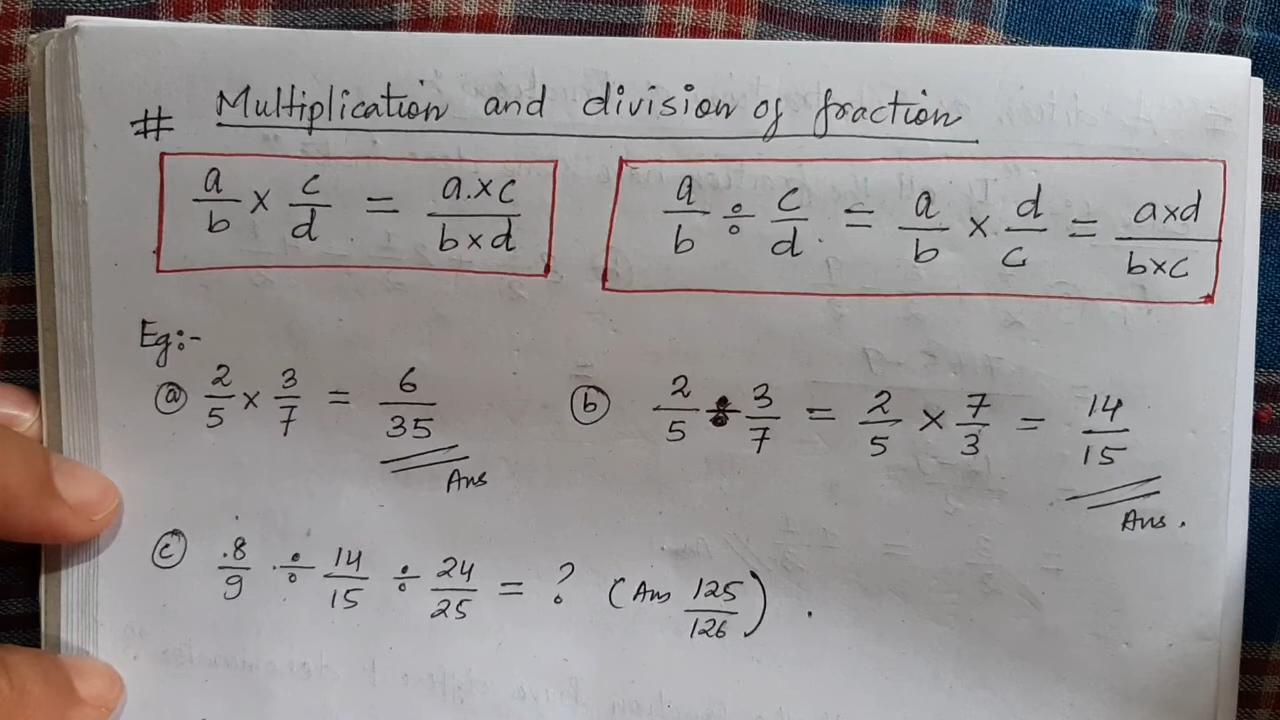 # Multiplication and division of fraction
a/b × c/d = a.×c/b×d
a/b ÷ c/d = a/b × d/c = a×d/b×c
Eg:-
ⓐ 2/5 × 3/7 = 6/35
Ans
ⓑ 2/5 ÷ 3/7 = 2/5 × 7/3 = 14/15
Ans.
ⓒ .8/9 ÷ 14/15 ÷ 24/25 = ? (Ans 125/126) .